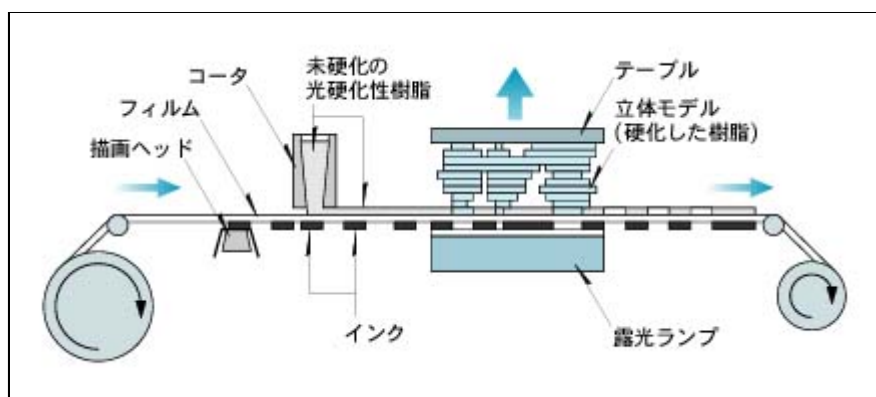 コータ
未硬化の
光硬化性樹脂
テーブル
フィルム
立体モデル
(硬化した樹脂)
描画ヘッド
インク
露光ランプ